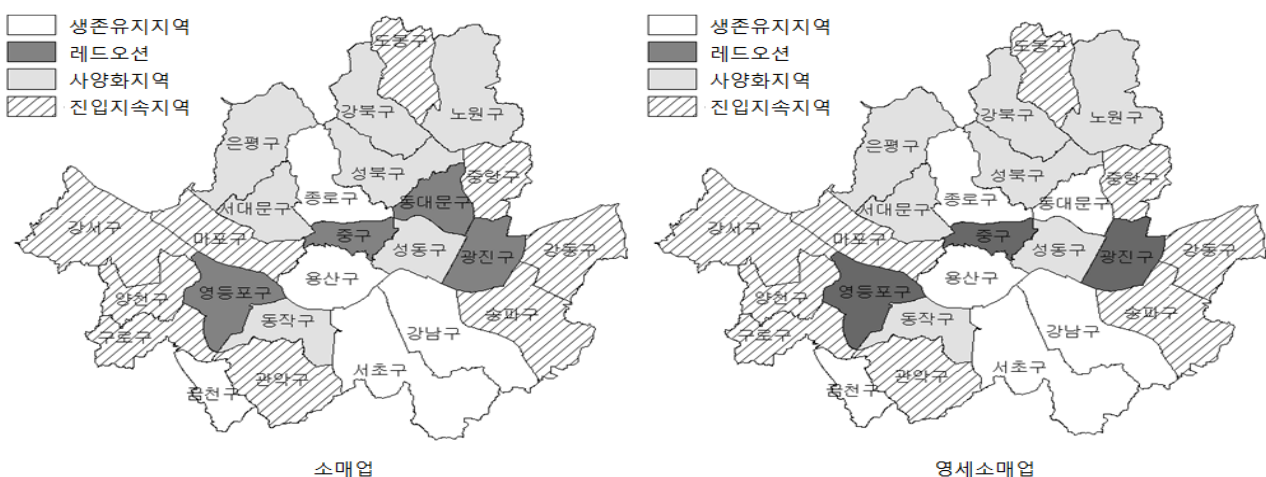 생존유지지역
레드오션
사양화지역
진입지속지역
도봉구
강북구
노원구
은평구
성북구
중앙구
종로구
동대문구
서대문구
강서구
마포구
중구
성동구
광진구
강동구
용산구
양천구
영등포구
송파구
동작구
구로구
강남구
서초구
관악구
금천구
소매업
생존유지지역
레드오션
사양화지역
진입지속지역
도봉구
강북구
노원구
은평구
성북구
중앙구
종로구
동대문구
서대문구
강서구
마포구
중구
성동구
광진구
강동구
용산구
양천구
영등포구
송파구
동작구
구로구
강남구
서초구
관악구
금천구
영세소매업